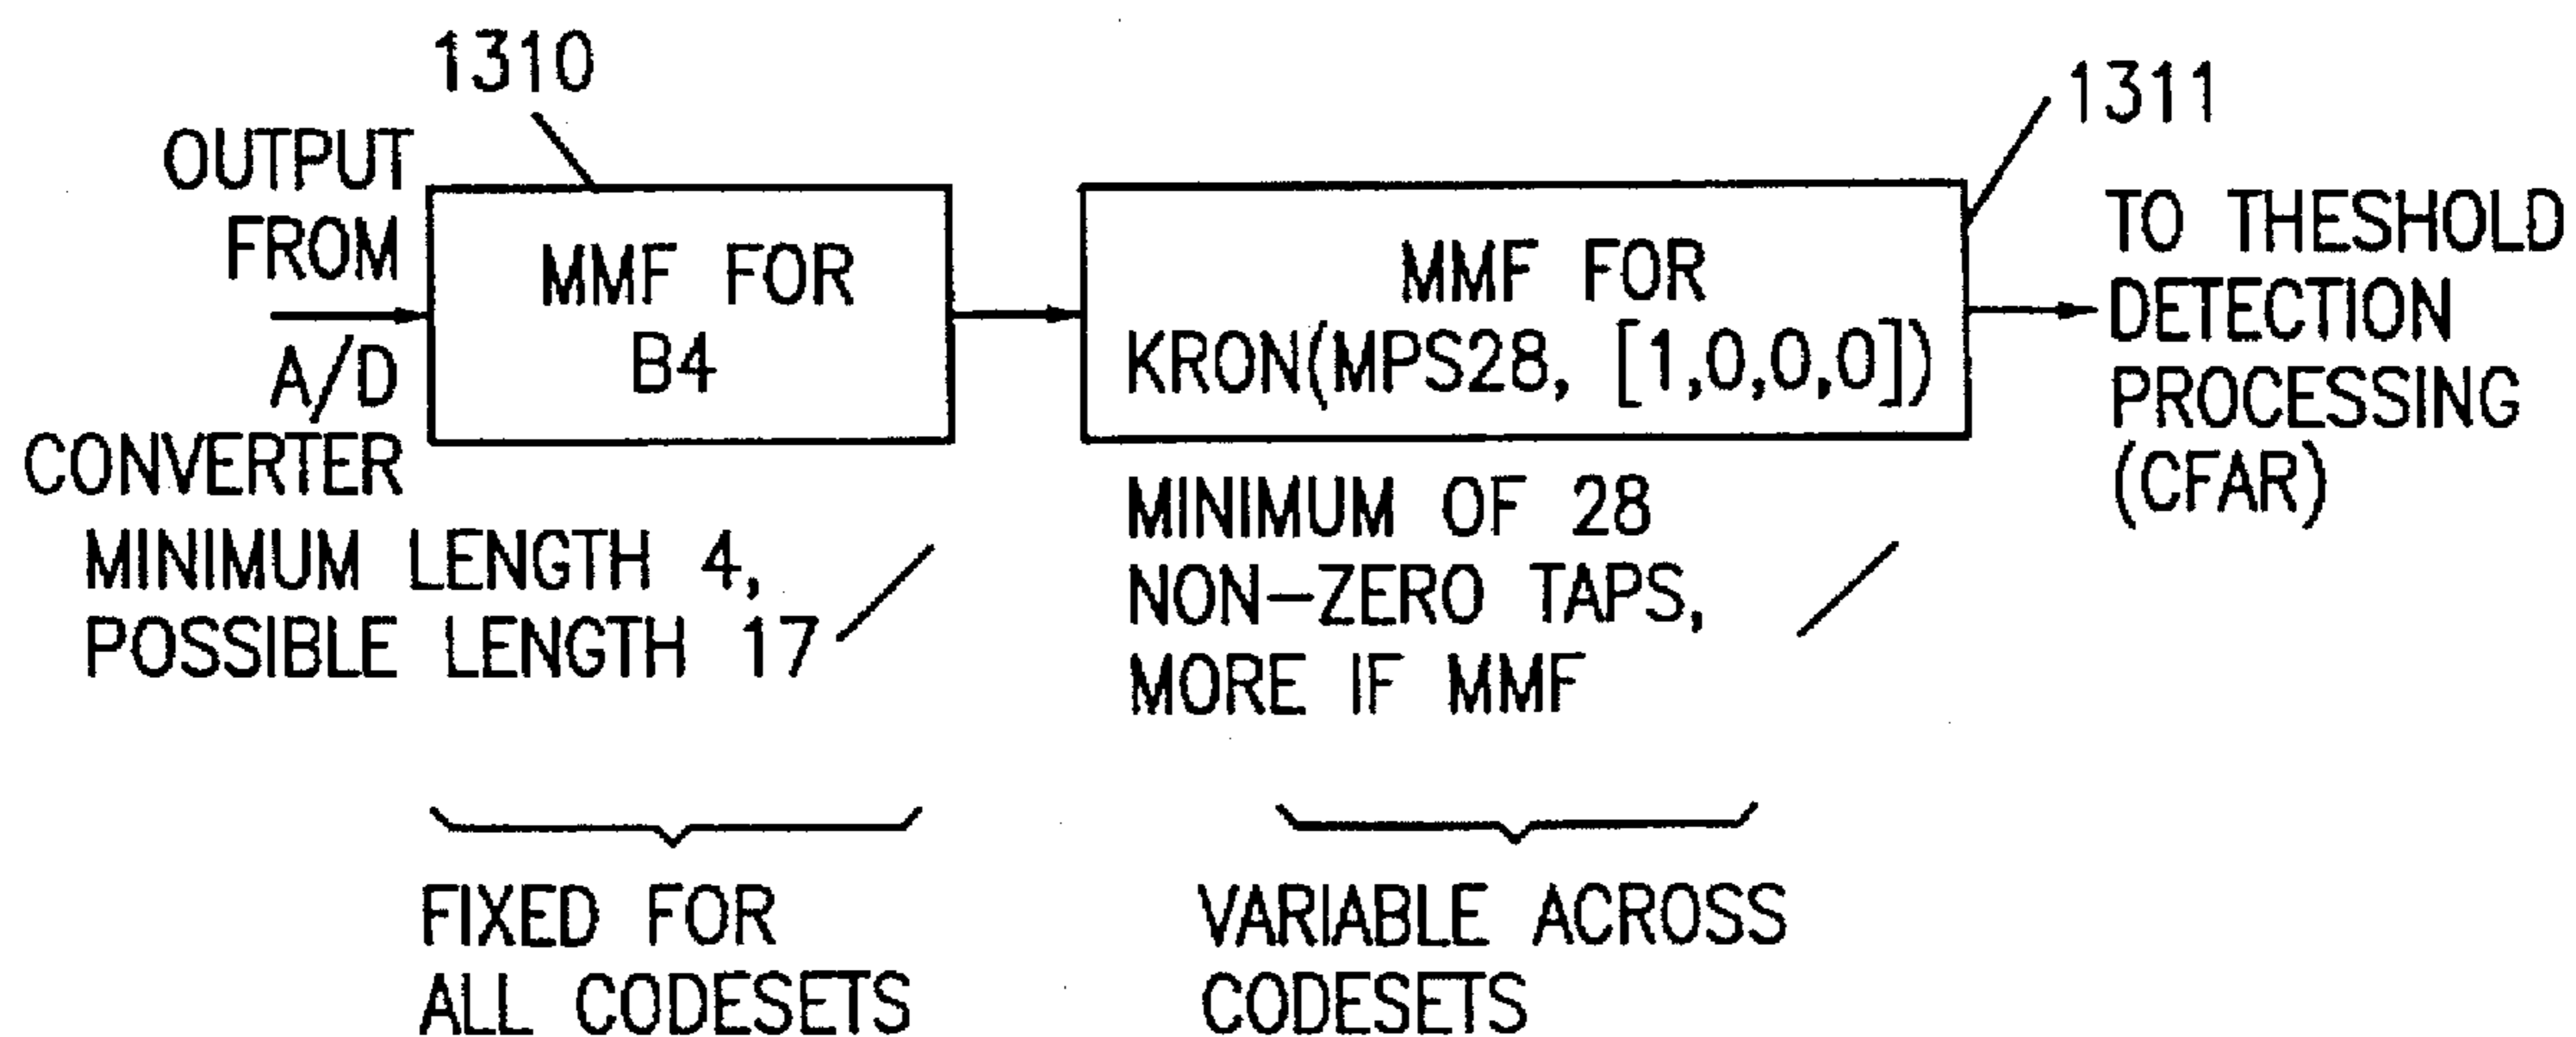 1310
1311
OUTPUT
FROM
A/D
CONVERTER
MMF FOR
B4
MMF FOR
KRON(MPS28, [1,0,0,0])
TO THESHOLD
DETECTION
PROCESSING
(CFAR)
MINIMUM LENGTH 4,
POSSIBLE LENGTH 17
MINIMUM OF 28
NON-ZERO TAPS,
MORE IF MMF
FIXED FOR
ALL CODESETS
VARIABLE ACROSS
CODESETS